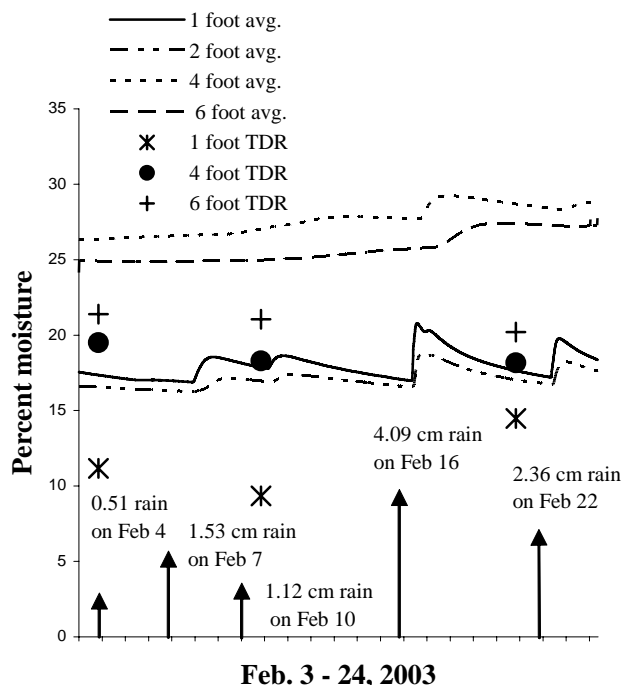 1 foot avg.
2 foot avg.
4 foot avg.
6 foot avg.
1 foot TDR
4 foot TDR
6 foot TDR
35
30
25
20
15
10
5
0
Percent moisture
0.51 rain
on Feb 4
1.53 cm rain
on Feb 7
1.12 cm rain
on Feb 10
4.09 cm rain
on Feb 16
2.36 cm rain
on Feb 22
Feb. 3 - 24, 2003